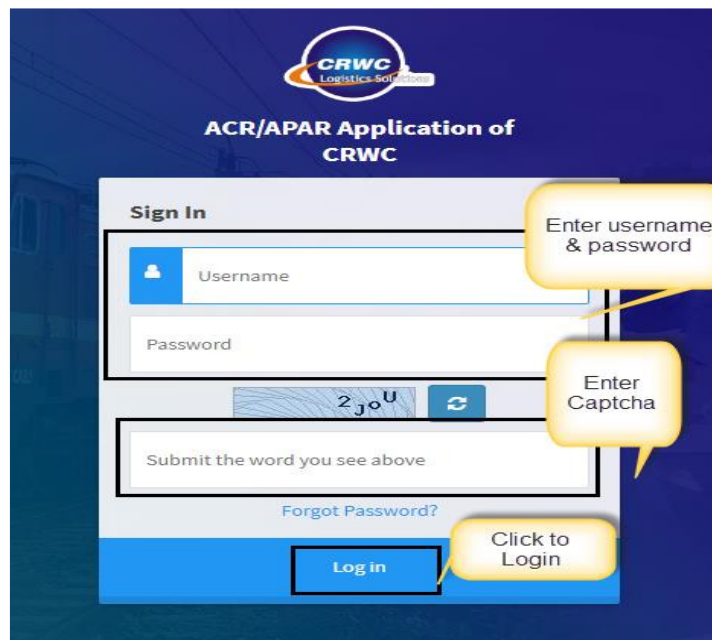 CRWC
Logistics Solutions
ACR/APAR Application of
CRWC
Sign In
Enter username
& password
Username
Password
Enter
Captcha
2JoU
Submit the word you see above
Forgot Password?
Click to
Login
Log in